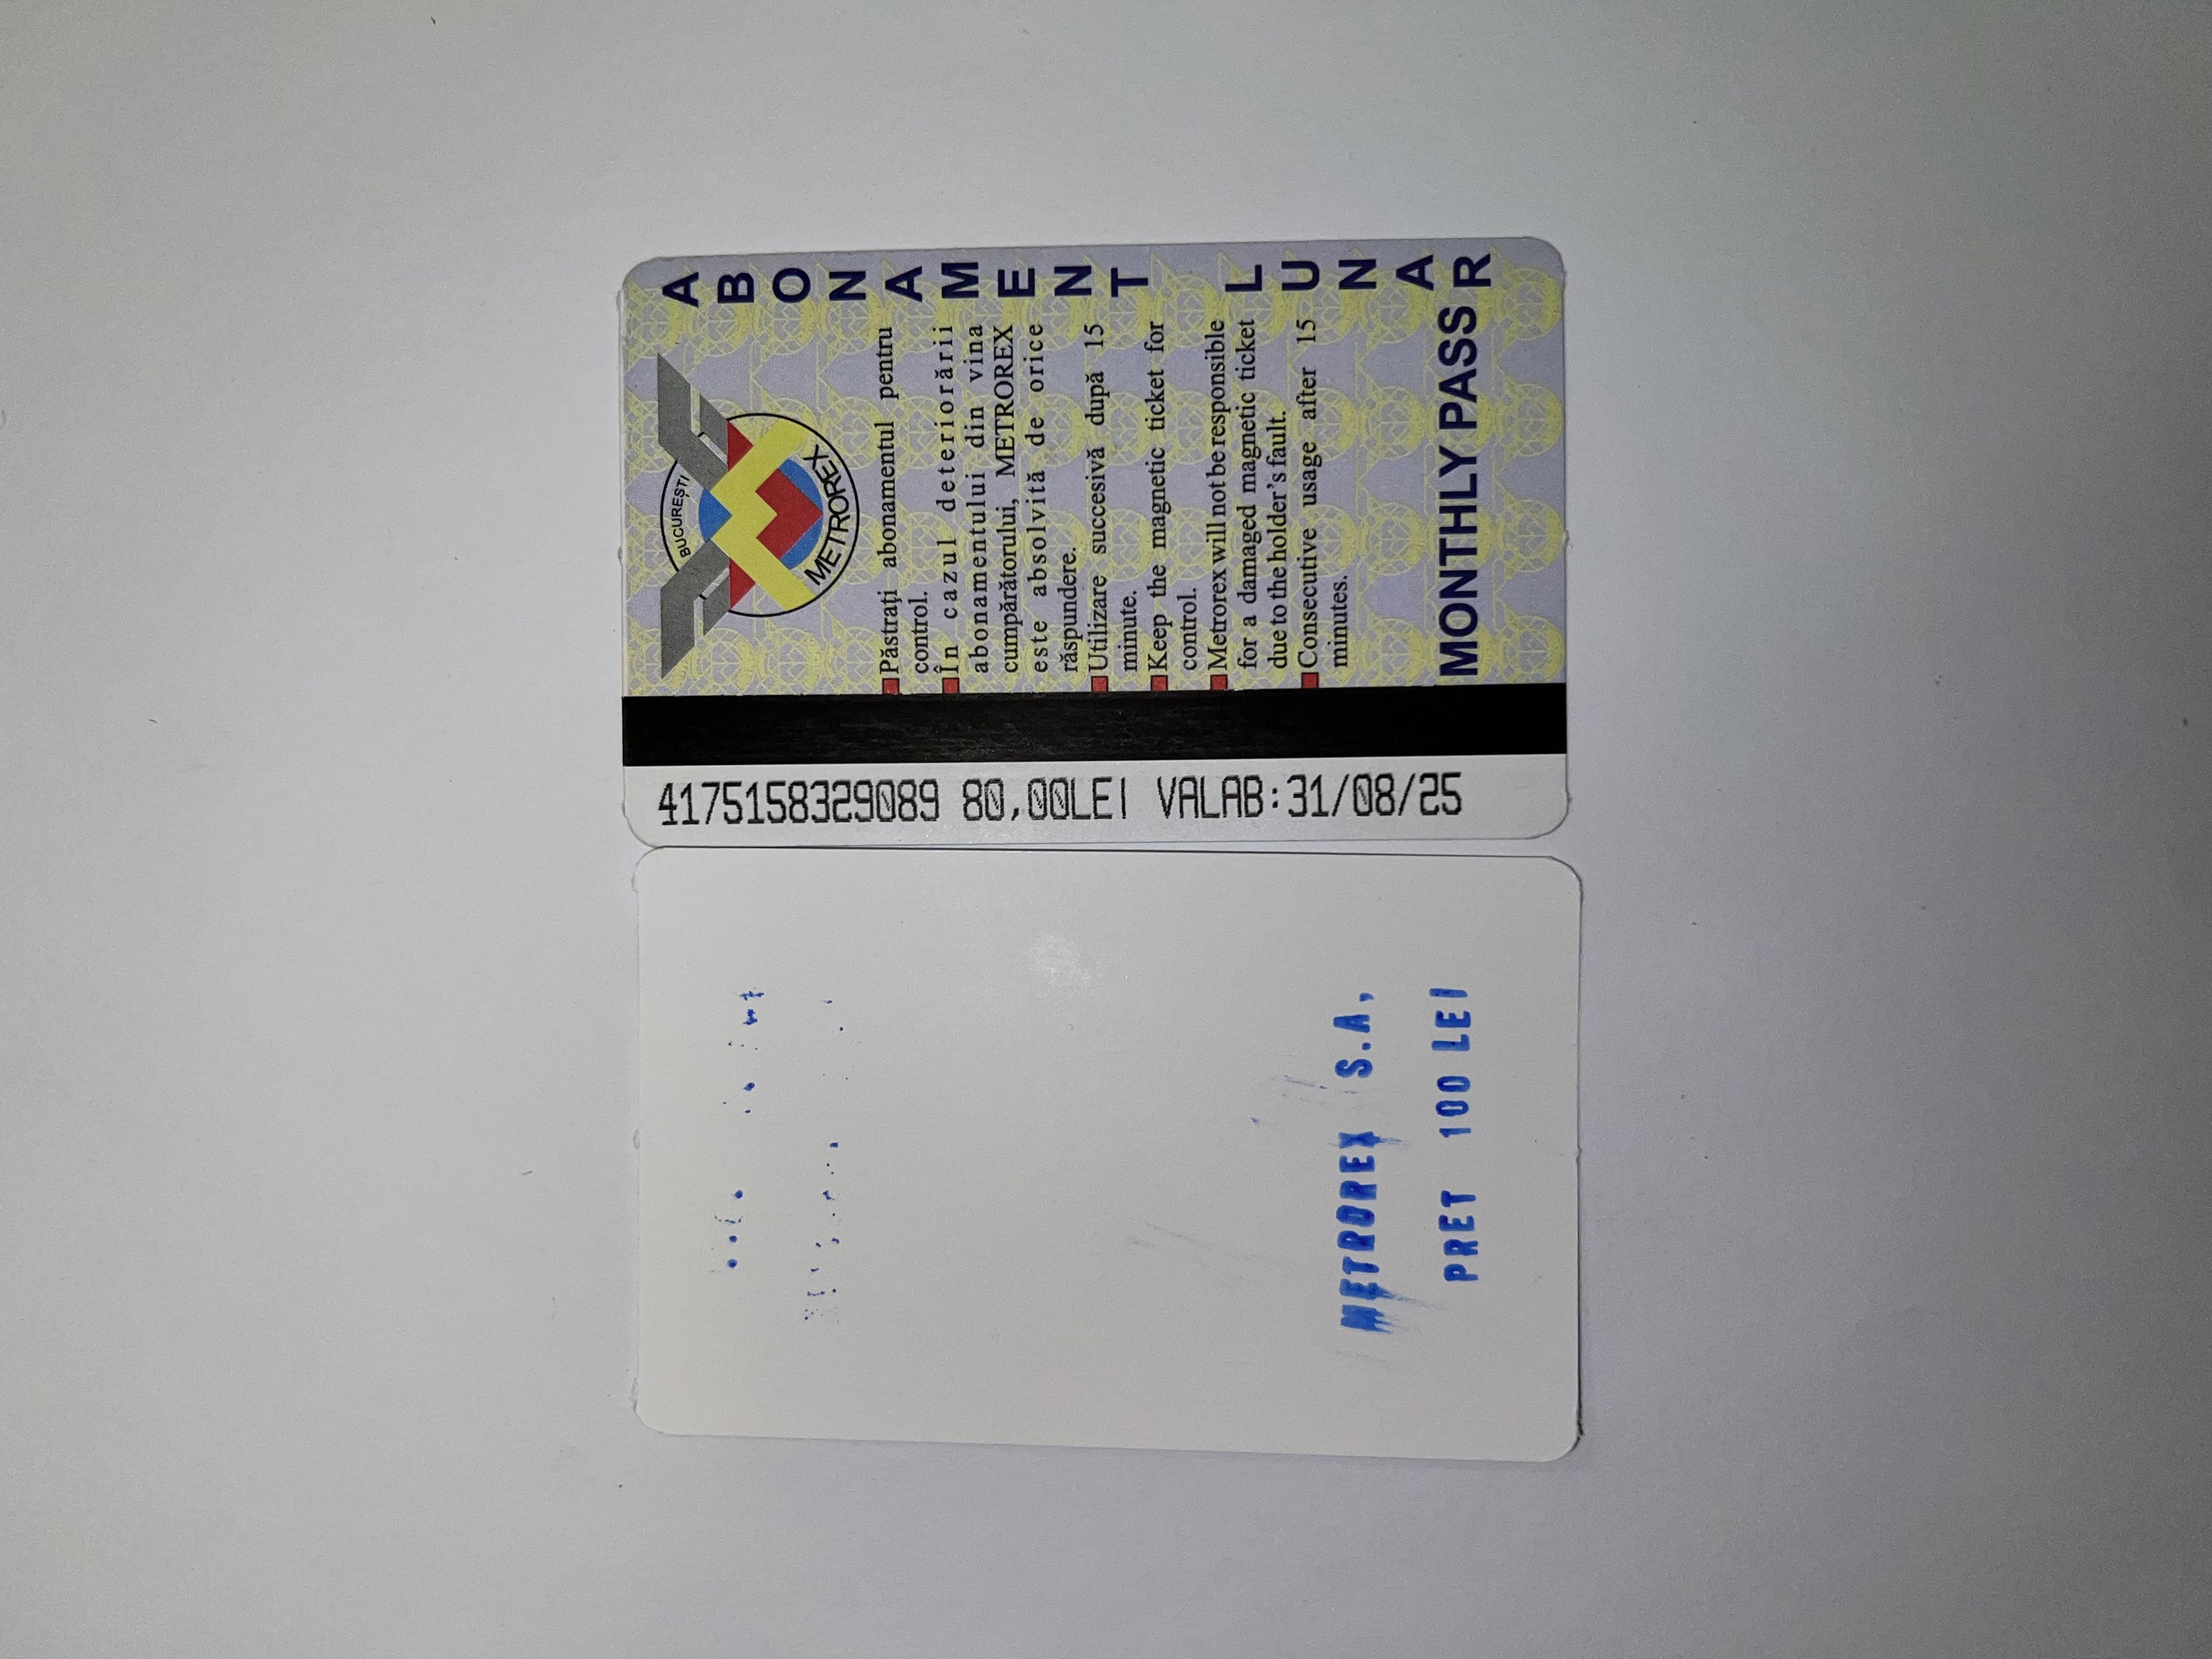 BUCUREȘTI
METROREX
ABONAMENT LUNAR
Păstrați abonamentul pentru
control.
În cazul deteriorării
abonamentului din vina
cumpărătorului, METROREX
este absolvită de orice
răspundere.
Utilizare succesivă după 15
minute.
Keep the magnetic ticket for
control.
Metrorex will not be responsible
for a damaged magnetic ticket
due to the holder's fault.
Consecutive usage after 15
minutes.
MONTHLY PASS
4175158329089 80,00LEI VALAB:31/08/25
METROREX S.A,
PRET 100 LEI